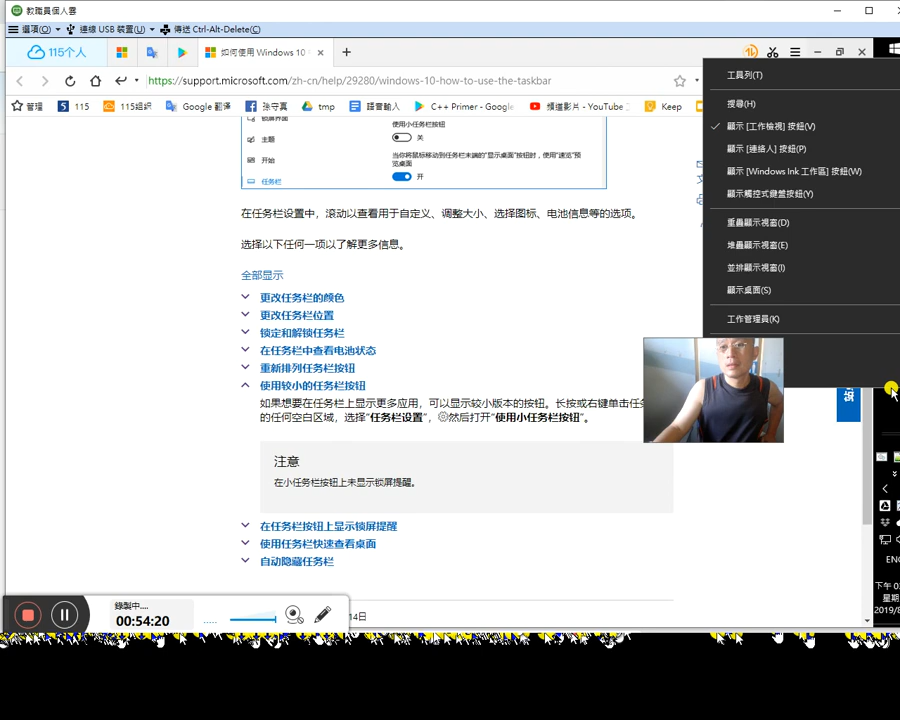 教職員個人雲
選項(O)
連線 USB 裝置(U)
傳送 Ctrl-Alt-Delete(C)
115个人
如何使用 Windows 10
https://support.microsoft.com/zh-cn/help/29280/windows-10-how-to-use-the-taskbar
管理
115
115組織
Google 翻譯
張守真
tmp
語音輸入
C++ Primer - Google
頻道影片 - YouTube
Keep
锁屏界面
主题
开始
任务栏
使用小任务栏按钮
关
当你将鼠标移动到任务栏末端的"显示桌面"按钮时，使用"速览"预
览桌面
开
在任务栏设置中，滚动以查看用于自定义、调整大小、选择图标、电池信息等的选项。
选择以下任何一项以了解更多信息。
全部显示
更改任务栏的颜色
更改任务栏位置
锁定和解锁任务栏
在任务栏中查看电池状态
重新排列任务栏按钮
使用较小的任务栏按钮
如果想要在任务栏上显示更多应用，可以显示较小版本的按钮。长按或右键单击任务
的任何空白区域，选择"任务栏设置"，然后打开"使用小任务栏按钮"。
注意
在小任务栏按钮上未显示锁屏提醒。
在任务栏按钮上显示锁屏提醒
使用任务栏快速查看桌面
自动隐藏任务栏
14日
工具列(T)
搜尋(H)
顯示 [工作檢視] 按鈕(V)
顯示 [連絡人] 按鈕(P)
顯示 [Windows Ink 工作區] 按鈕(W)
顯示觸控式鍵盤按鈕(Y)
重疊顯示視窗(D)
堆疊顯示視窗(E)
並排顯示視窗(I)
顯示桌面(S)
工作管理員(K)
ENG
下午 0
星期
2019/8
錄製中....
00:54:20